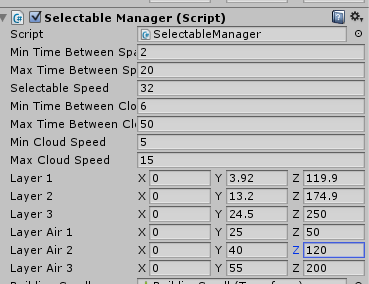 Selectable Manager (Script)
Script SelectableManager
Min Time Between Spa 2
Max Time Between Sp 20
Selectable Speed 32
Min Time Between Clo 6
Max Time Between Clo 50
Min Cloud Speed 5
Max Cloud Speed 15
Layer 1 X 0 Y 3.92 Z 119.9
Layer 2 X 0 Y 13.2 Z 174.9
Layer 3 X 0 Y 24.5 Z 250
Layer Air 1 X 0 Y 25 Z 50
Layer Air 2 X 0 Y 40 Z 120
Layer Air 3 X 0 Y 55 Z 200